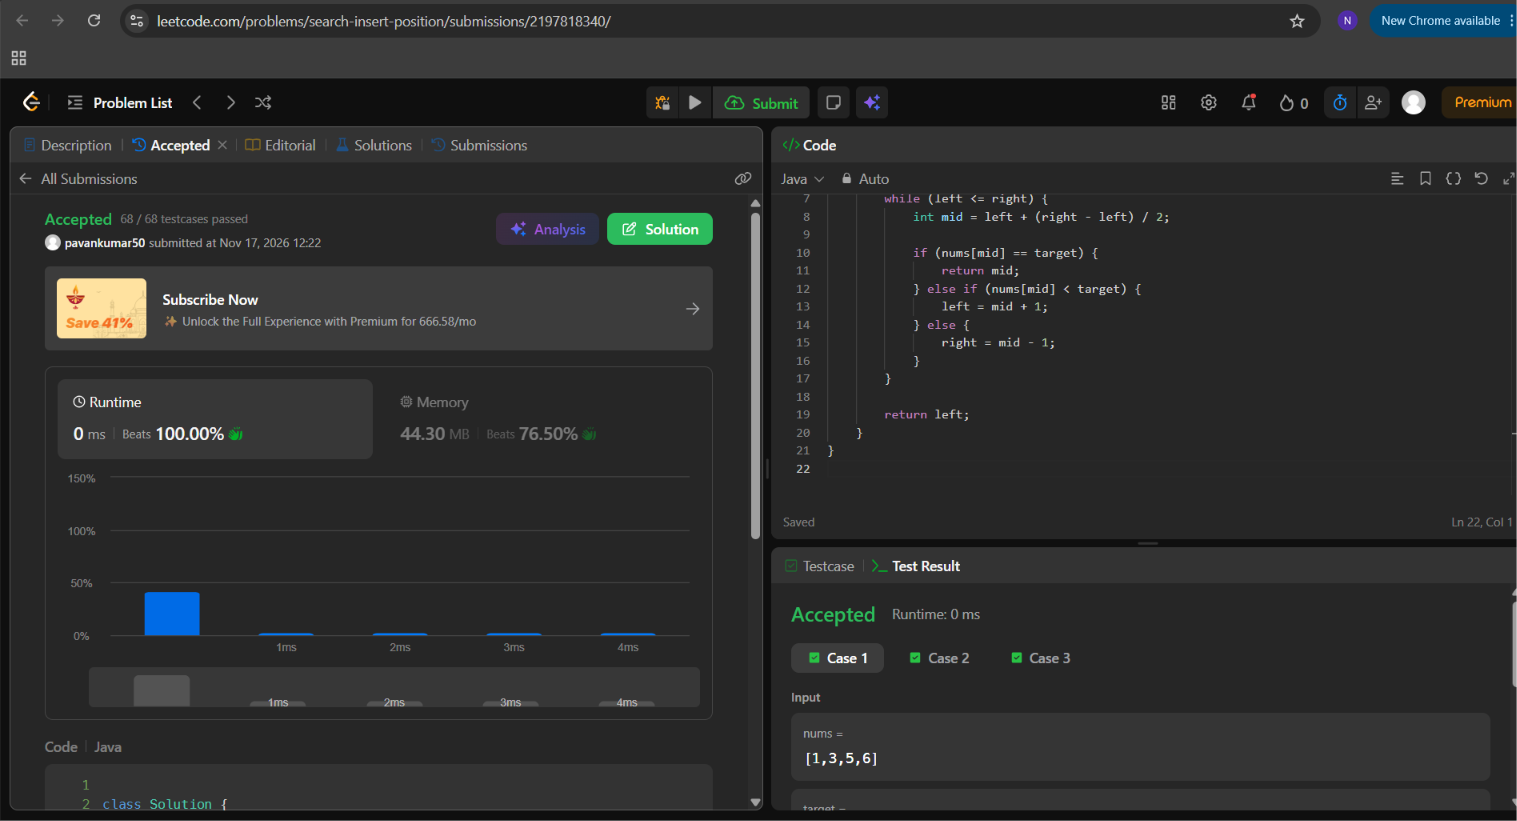 leetcode.com/problems/search-insert-position/submissions/2197818340/
N
New Chrome available
Problem List
Submit
0
Premium
Description
Accepted
Editorial
Solutions
Submissions
All Submissions
Accepted 68 / 68 testcases passed
pavankumar50 submitted at Nov 17, 2026 12:22
Analysis
Solution
Save 41%
Subscribe Now
✨ Unlock the Full Experience with Premium for 666.58/mo
Runtime
0 ms Beats 100.00%
Memory
44.30 MB Beats 76.50%
150%
100%
50%
0%
1ms 2ms 3ms 4ms
1ms 2ms 3ms 4ms
Code Java
1
2 class Solution {
</> Code
Java Auto
7 while (left <= right) {
8 int mid = left + (right - left) / 2;
9
10 if (nums[mid] == target) {
11 return mid;
12 } else if (nums[mid] < target) {
13 left = mid + 1;
14 } else {
15 right = mid - 1;
16 }
17 }
18
19 return left;
20 }
21 }
22
Saved
Ln 22, Col 1
Testcase
Test Result
Accepted Runtime: 0 ms
Case 1 Case 2 Case 3
Input
nums =
[1,3,5,6]
target =